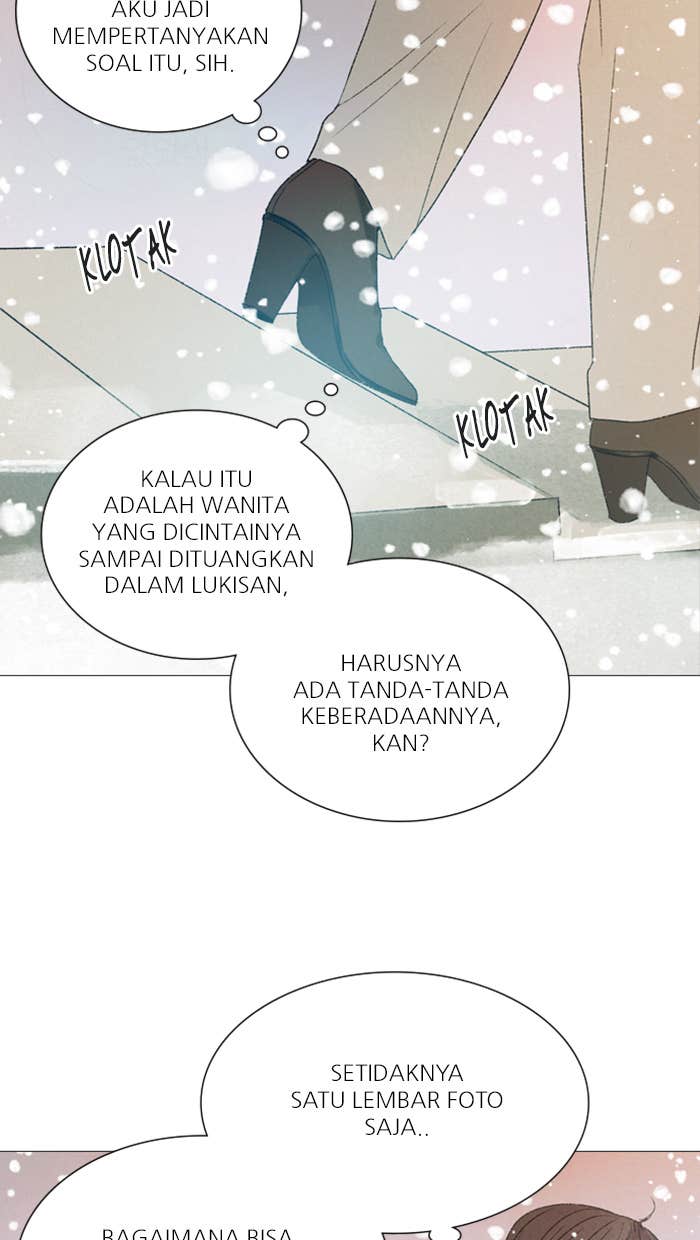 AKU JADI
MEMPERTANYAKAN
SOAL ITU, SIH.
KLOTAK
KLOTAK
KALAU ITU
ADALAH WANITA
YANG DICINTAINYA
SAMPAI DITUANGKAN
DALAM LUKISAN,
HARUSNYA
ADA TANDA-TANDA
KEBERADAANNYA,
KAN?
SETIDAKNYA
SATU LEMBAR FOTO
SAJA..
BAGAIMANA BISA